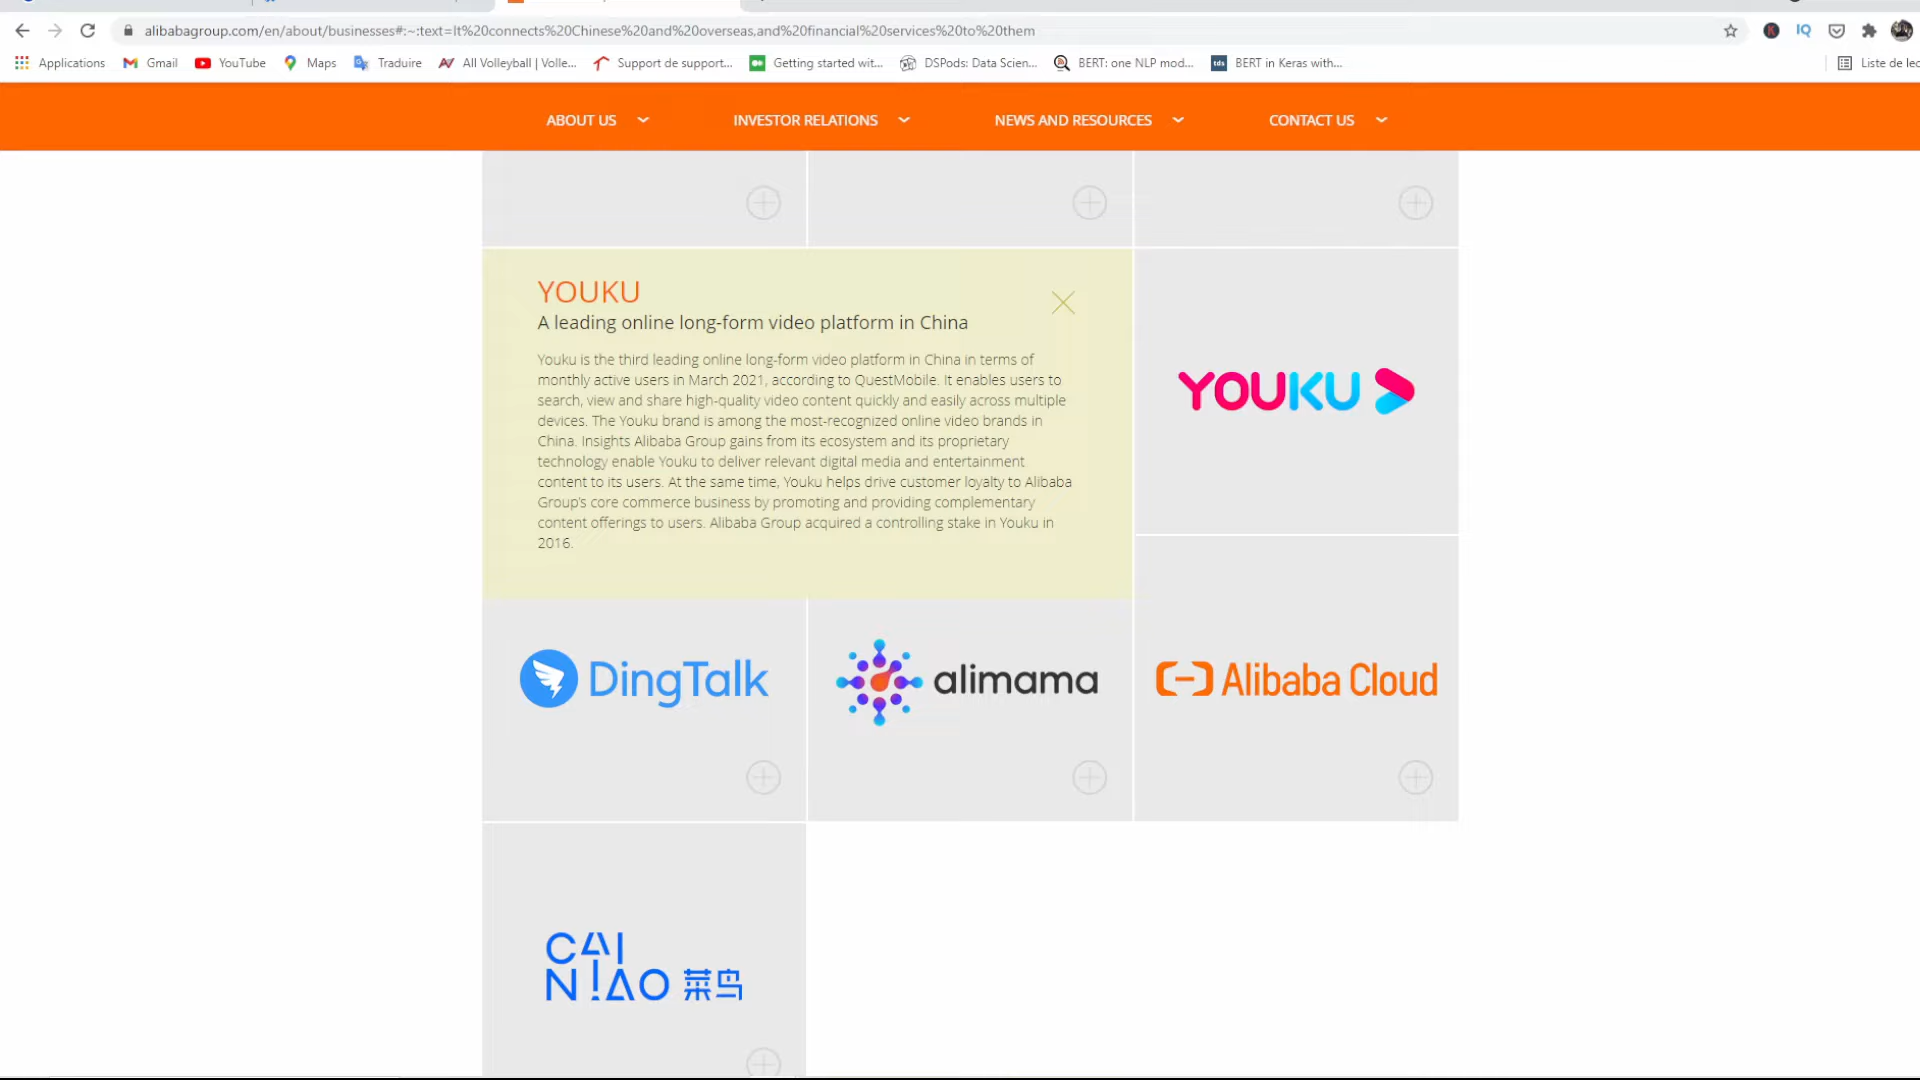 alibabagroup.com/en/about/businesses#:~:text=It%20connects%20Chinese%20and%20overseas,and%20financial%20services%20to%20them
IQ
Applications
Gmail
YouTube
Maps
Traduire
All Volleyball | Volle...
Support de support...
Getting started wit...
DSPods: Data Scien...
BERT: one NLP mod...
tds
BERT in Keras with...
Liste de lec
ABOUT US
INVESTOR RELATIONS
NEWS AND RESOURCES
CONTACT US
YOUKU
A leading online long-form video platform in China
Youku is the third leading online long-form video platform in China in terms of
monthly active users in March 2021, according to QuestMobile. It enables users to
search, view and share high-quality video content quickly and easily across multiple
devices. The Youku brand is among the most-recognized online video brands in
China. Insights Alibaba Group gains from its ecosystem and its proprietary
technology enable Youku to deliver relevant digital media and entertainment
content to its users. At the same time, Youku helps drive customer loyalty to Alibaba
Group's core commerce business by promoting and providing complementary
content offerings to users. Alibaba Group acquired a controlling stake in Youku in
2016.
YOUKU
DingTalk
alimama
Alibaba Cloud
CAI
NIAO 菜鸟